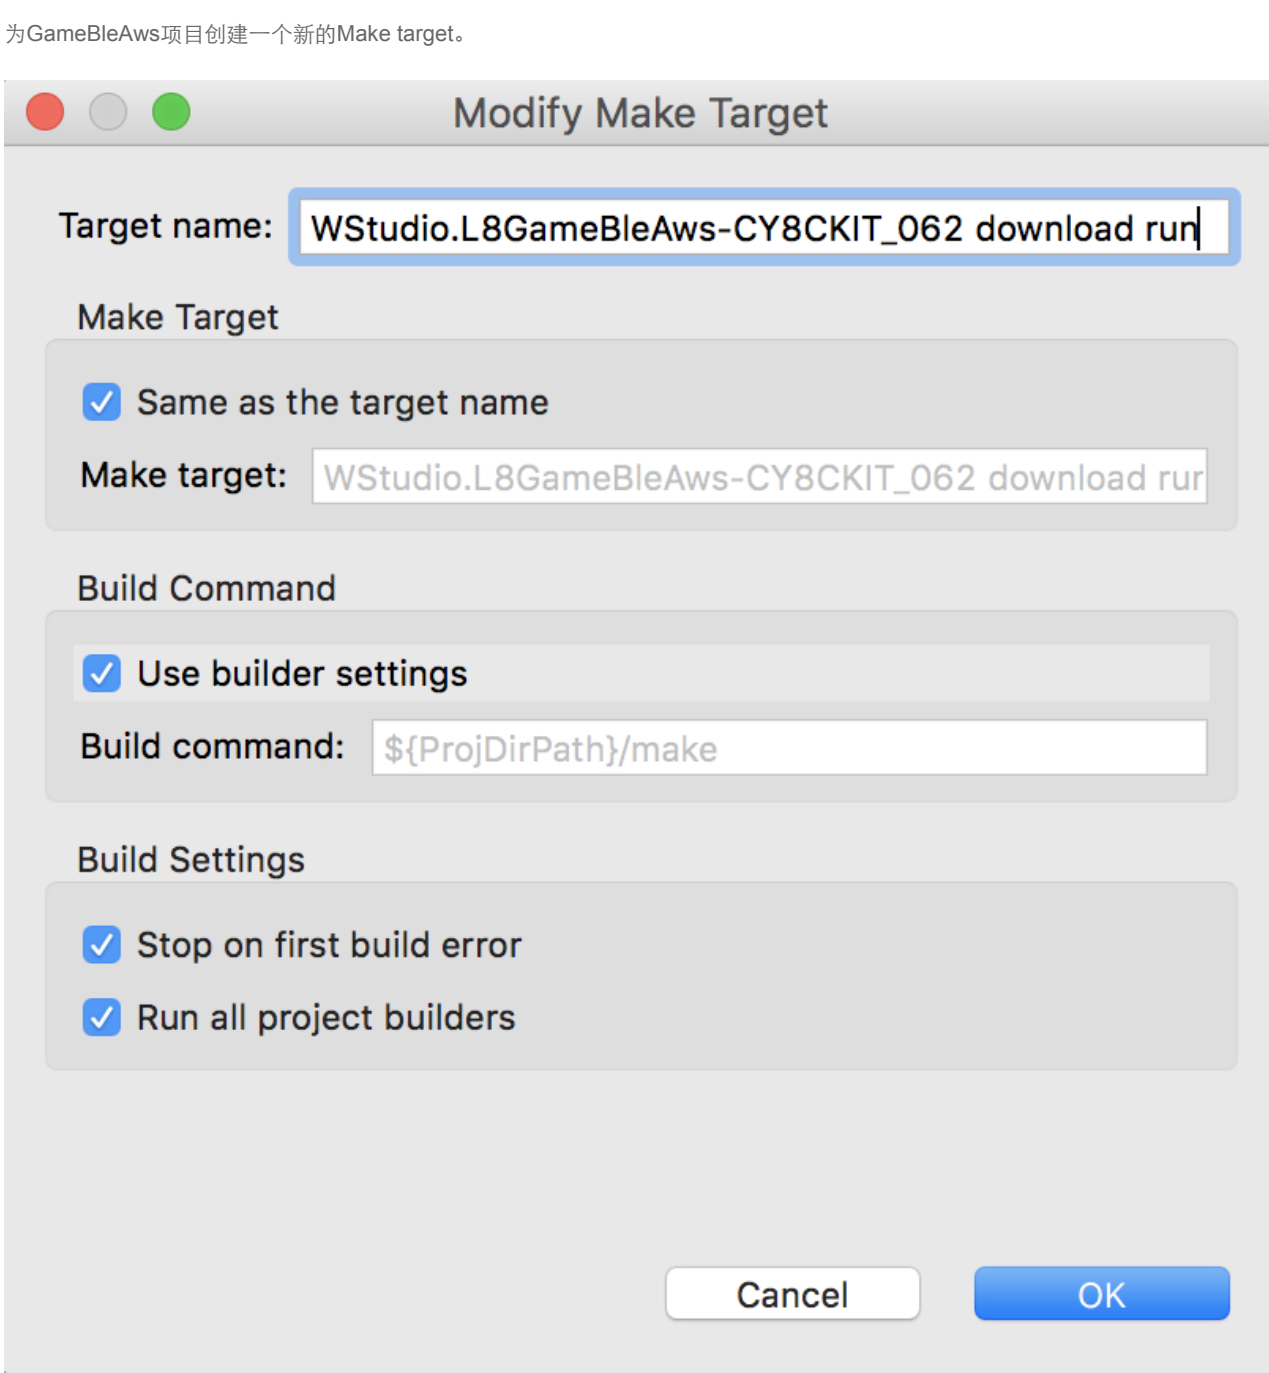 为GameBleAws项目创建一个新的Make target。
Modify Make Target
Target name: WStudio.L8GameBleAws-CY8CKIT_062 download run
Make Target
Same as the target name
Make target: WStudio.L8GameBleAws-CY8CKIT_062 download rur
Build Command
Use builder settings
Build command: ${ProjDirPath}/make
Build Settings
Stop on first build error
Run all project builders
Cancel OK